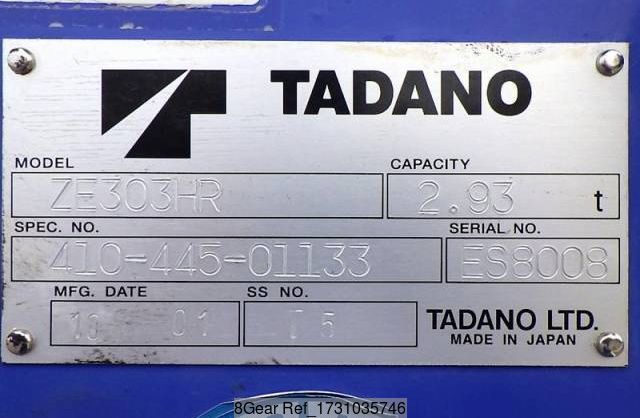 TADANO
MODEL CAPACITY
ZE303HR 2.93 t
SPEC. NO. SERIAL NO.
410-445-01133 ES8008
MFG. DATE SS NO.
01 5
TADANO LTD.
MADE IN JAPAN
8Gear Ref_1731035746